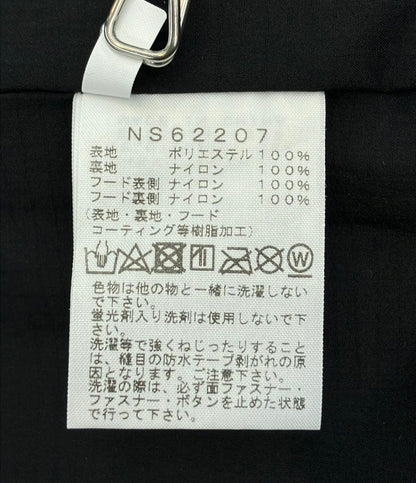 NS62207
表地 ポリエステル 100%
裏地 ナイロン 100%
フード表側 ナイロン 100%
フード裏側 ナイロン 100%
(表地・裏地・フード
コーティング等樹脂加工)
W
色物は他の物と一緒に洗濯しない
で下さい。
蛍光剤入り洗剤は使用しないで下
さい。
洗濯等で強くねじったりすること
は、縫目の防水テープ剥がれの原
因となります。ご注意下さい。
洗濯の際は、必ず面ファスナー・
ファスナー・ボタンを止めた状態
で行って下さい。